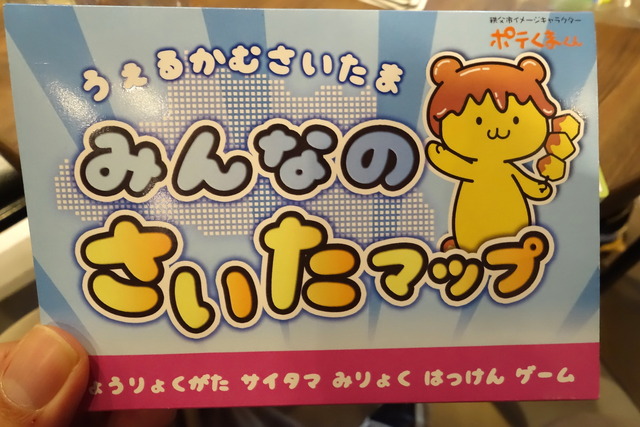 秩父市イメージキャラクター
ポテくまくん
うぇるかむさいたま
みんなの
さいたマップ
ょうりょくがた サイタマ みりょく はっけん ゲーム